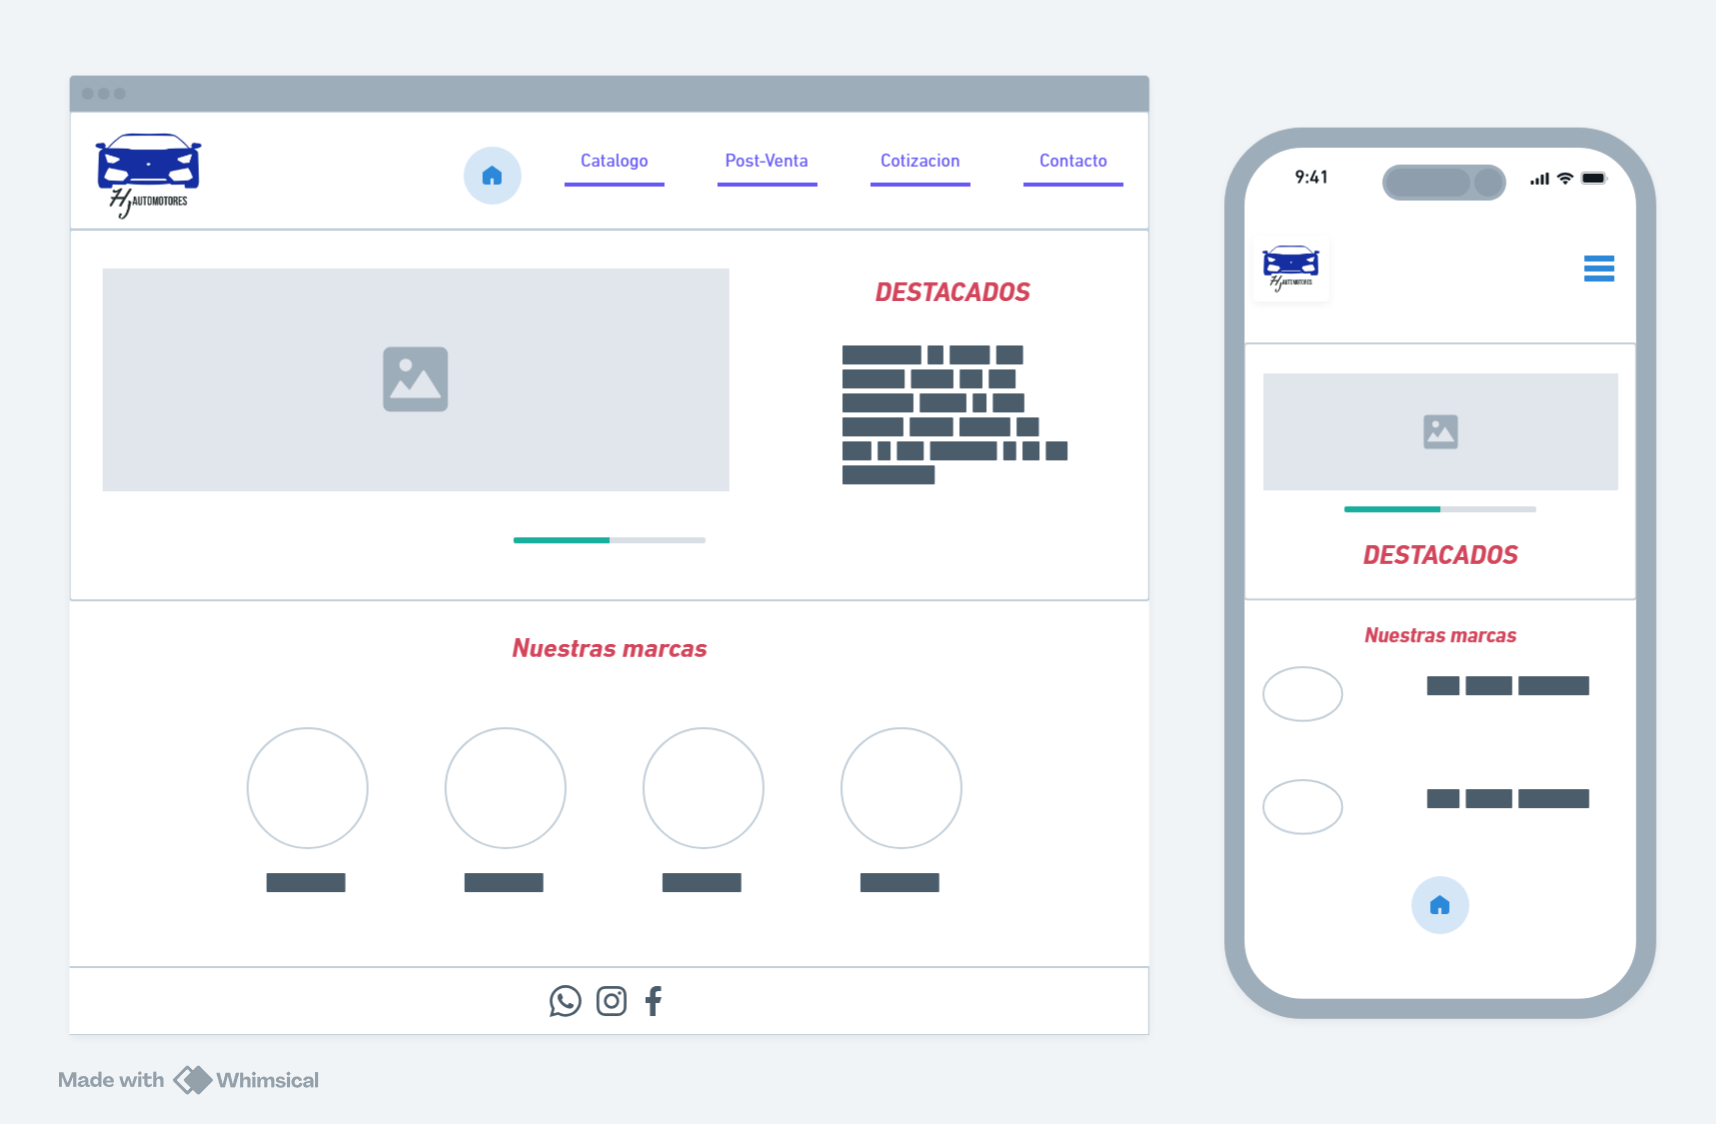 Hj AUTOMOTORES
Catalogo
Post-Venta
Cotizacion
Contacto
DESTACADOS
Nuestras marcas
9:41
Hj AUTOMOTORES
DESTACADOS
Nuestras marcas
Made with Whimsical